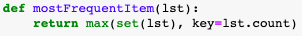 def mostFrequentItem(lst):
    return max(set(lst), key=lst.count)